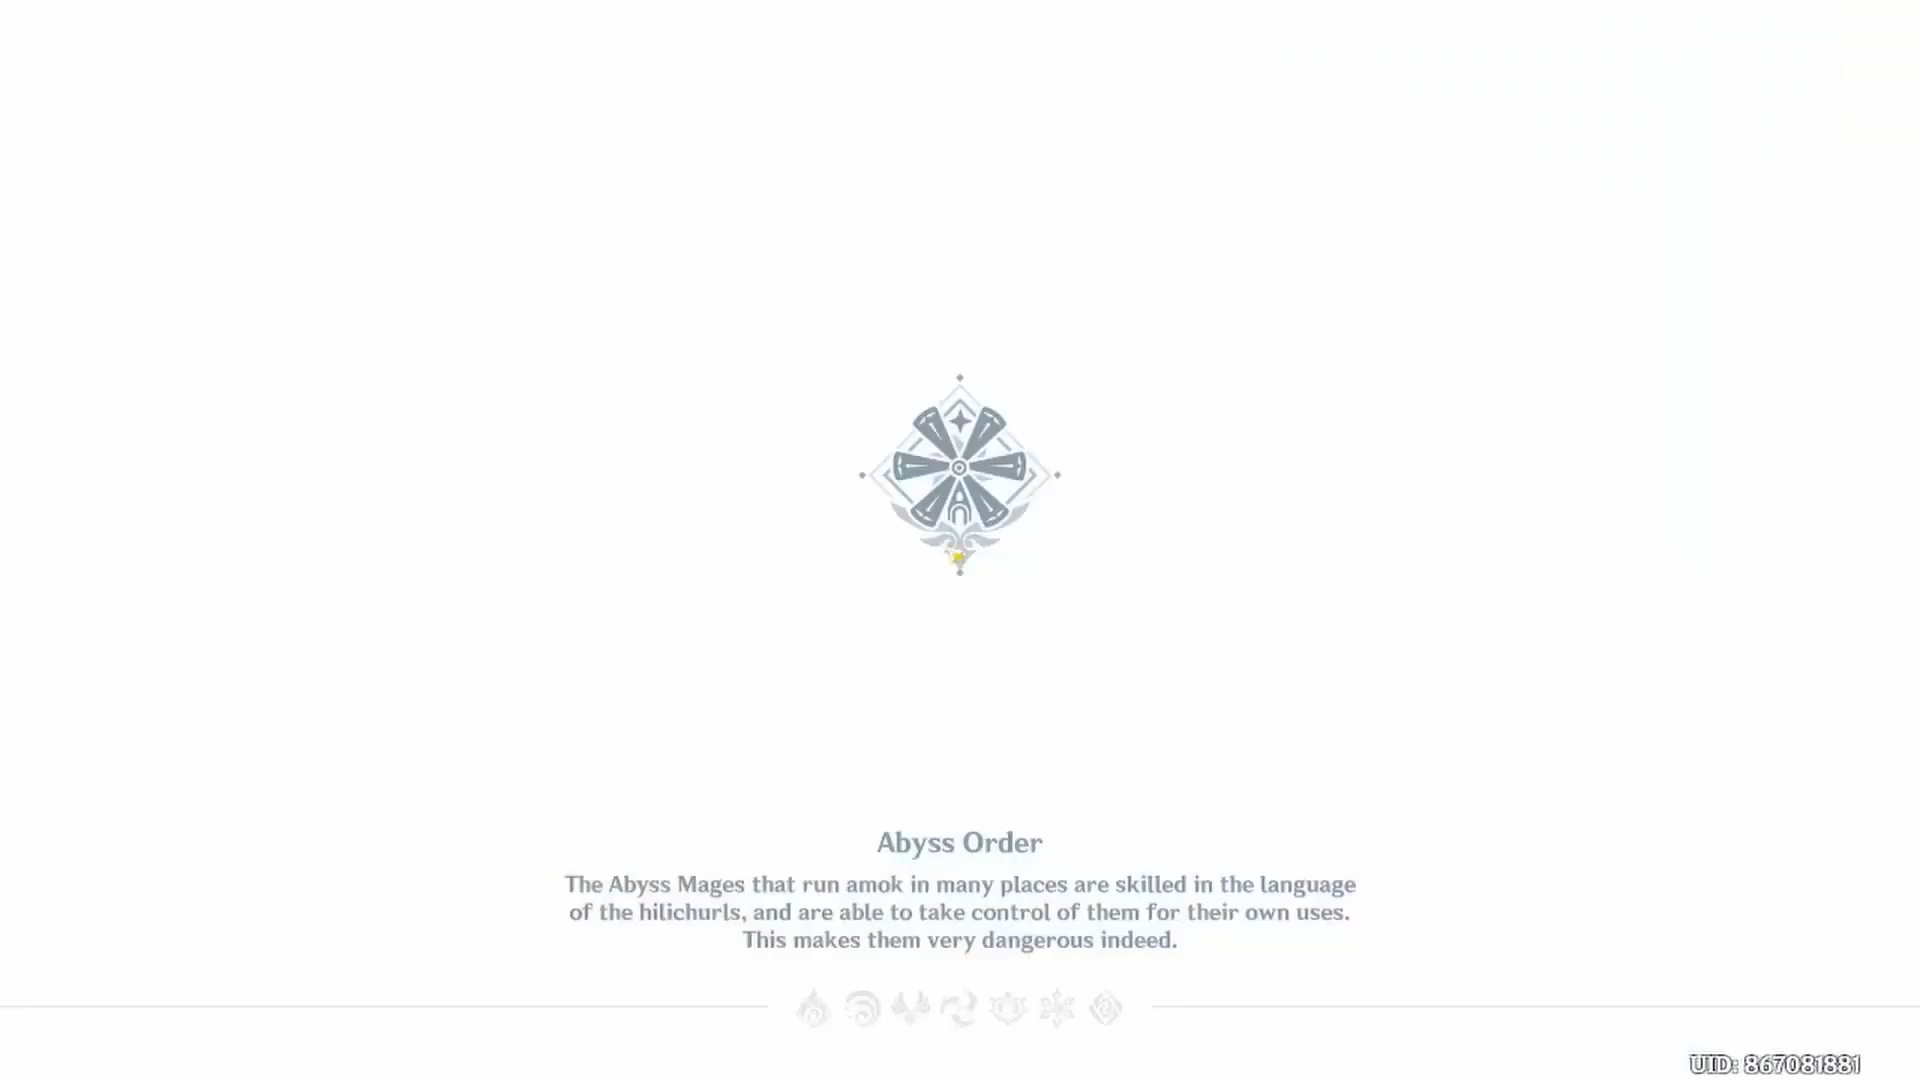 Abyss Order
The Abyss Mages that run amok in many places are skilled in the language
of the hilichurls, and are able to take control of them for their own uses.
This makes them very dangerous indeed.
UID: 867081881